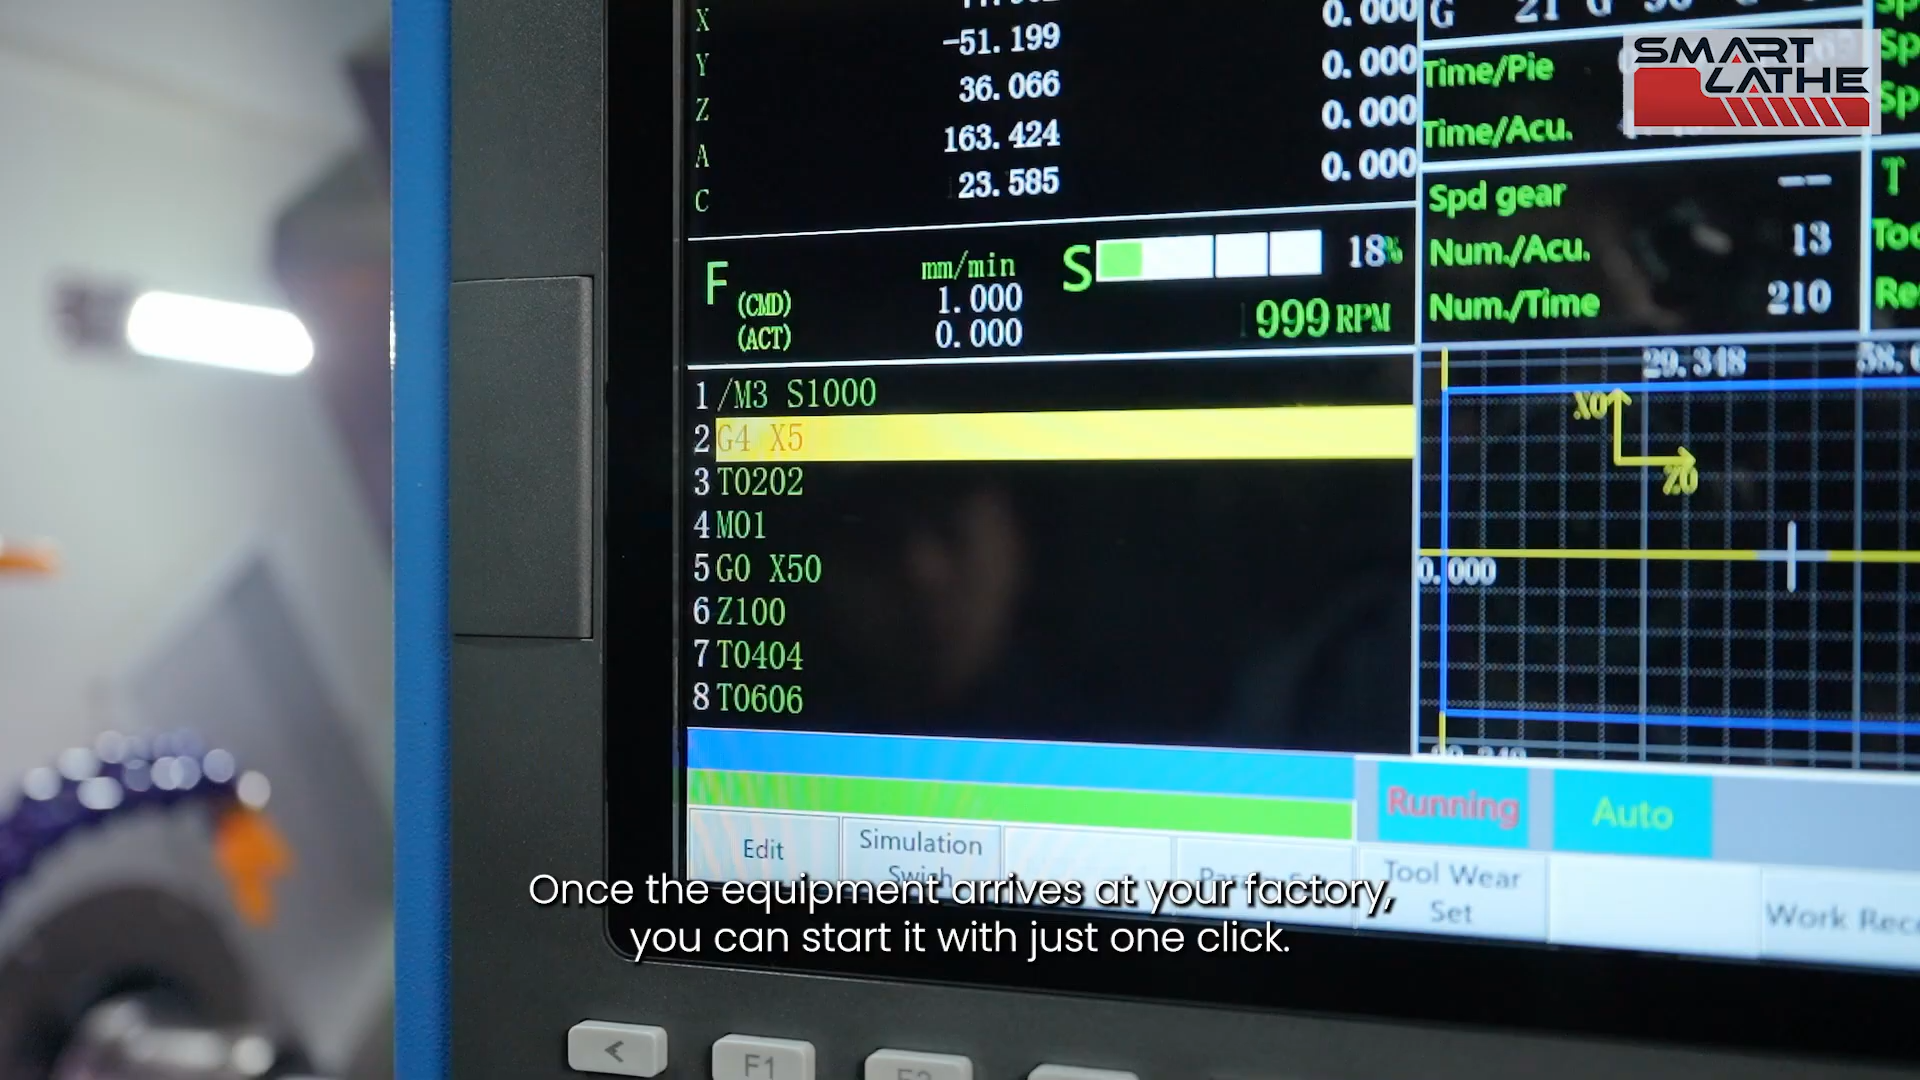 X
-51.199
0.000
Y
36.066
0.000
Z
163.424
0.000
A
23.585
0.000
C
F
mm/min
(CMD)
1.000
(ACT)
0.000
S
18%
999 RPM
1 /M3 S1000
2 G4 X5
3 T0202
4 M01
5 G0 X50
6 Z100
7 T0404
8 T0606
G 21 G
Time/Pie
Time/Acu.
Spd gear
--
Num./Acu.
13
Num./Time
210
T
SMART
LATHE
29.348
X0
Z0
0.000
Running
Auto
Edit
Simulation
Tool Wear
Set
Once the equipment arrives at your factory,
you can start it with just one click.
<
F1